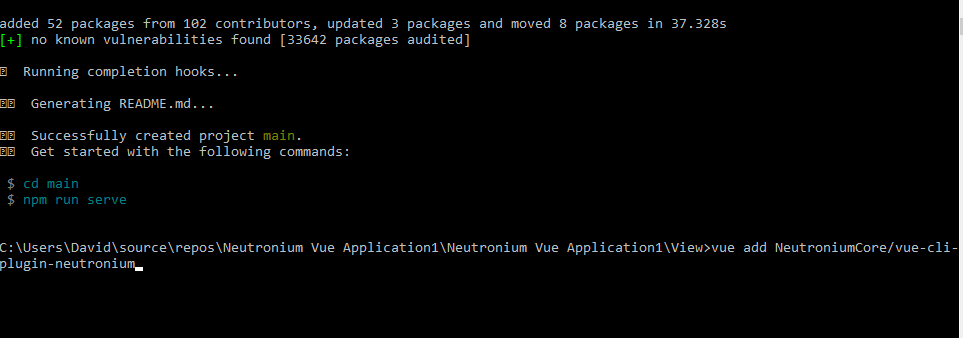 added 52 packages from 102 contributors, updated 3 packages and moved 8 packages in 37.328s
[+] no known vulnerabilities found [33642 packages audited]
Running completion hooks...
Generating README.md...
Successfully created project main.
Get started with the following commands:
$ cd main
$ npm run serve
C:\Users\David\source\repos\Neutronium Vue Application1\Neutronium Vue Application1\View>vue add NeutroniumCore/vue-cli-
plugin-neutronium